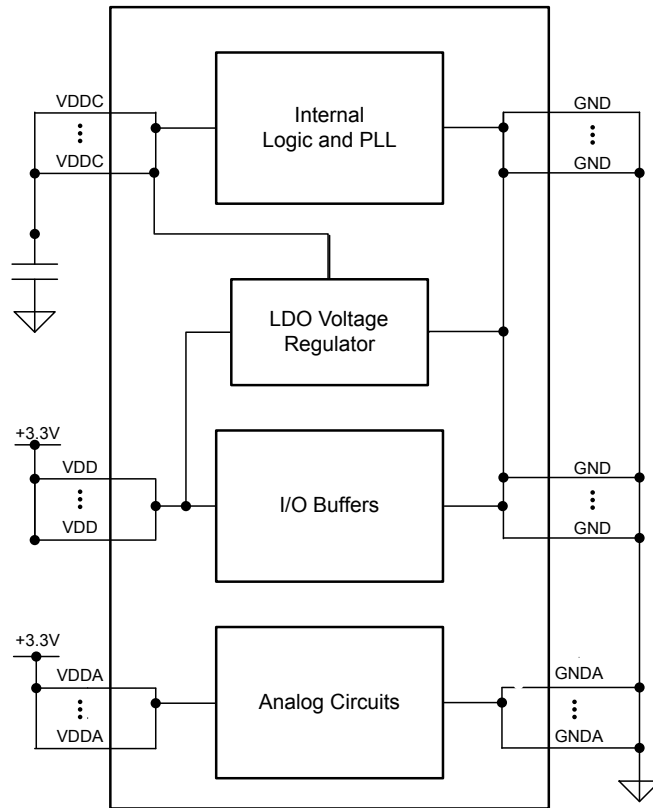 VDDC
VDDC
Internal
Logic and PLL
GND
GND
LDO Voltage
Regulator
+3.3V
VDD
VDD
I/O Buffers
GND
GND
+3.3V
VDDA
VDDA
Analog Circuits
GNDA
GNDA